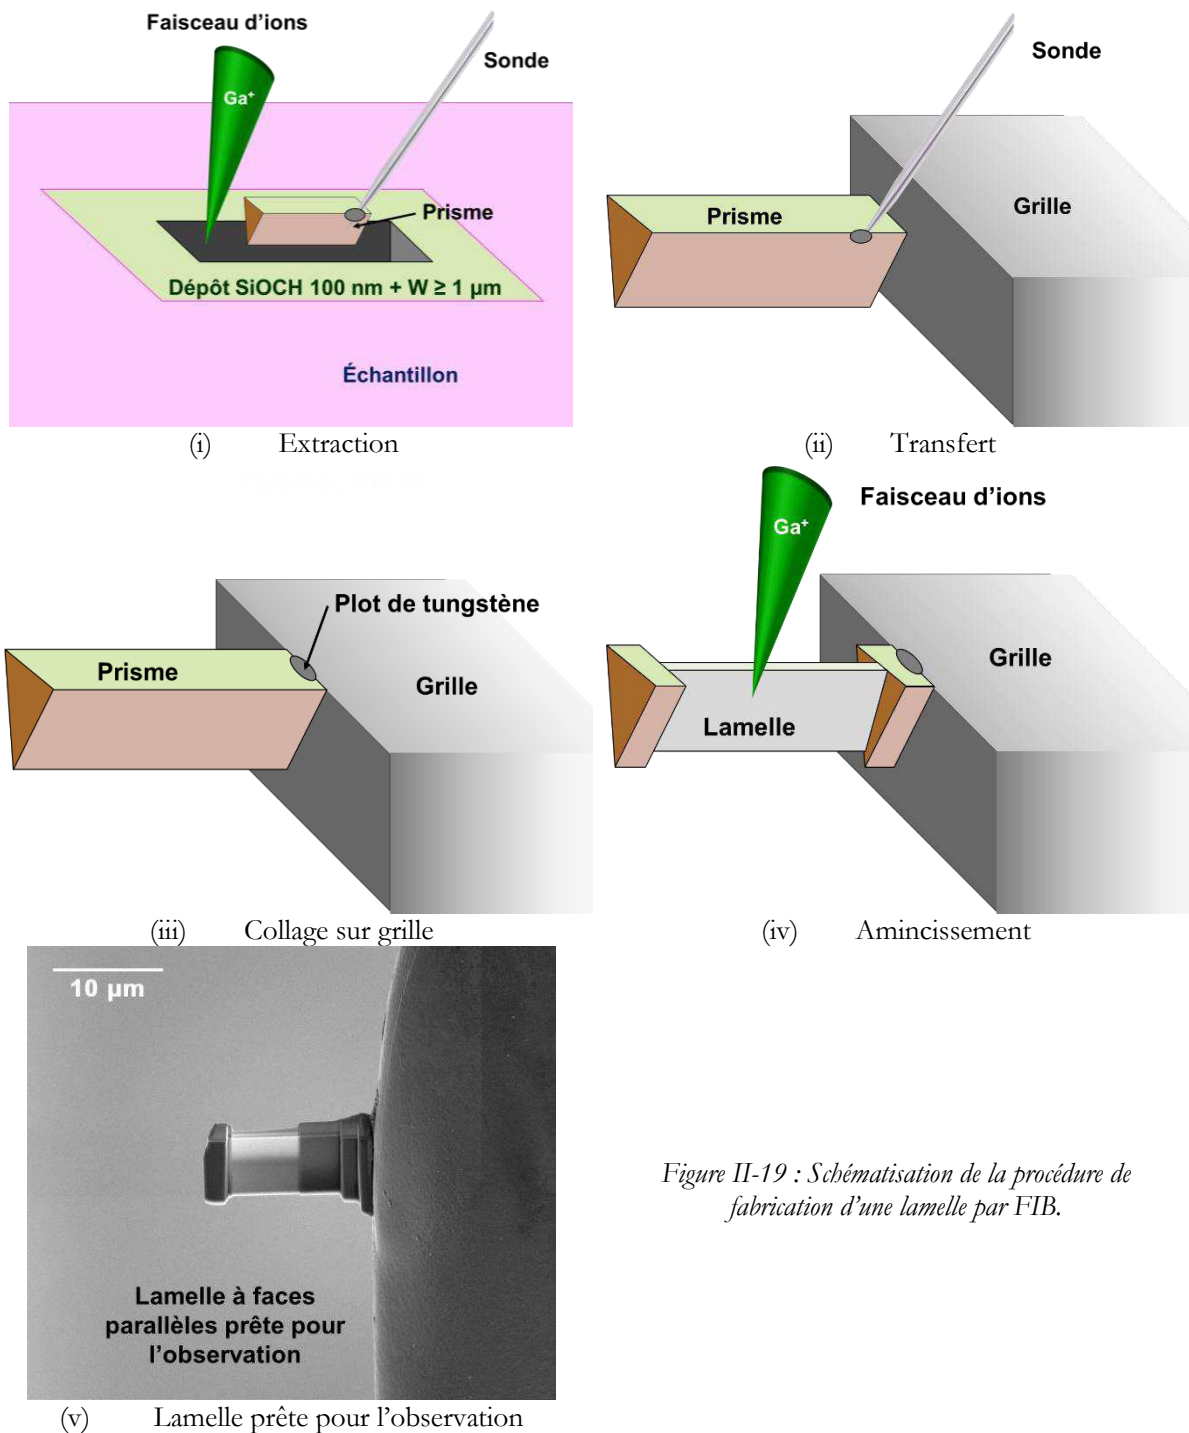 Faisceau d'ions
Sonde
Ga⁺
Prisme
Dépôt SiOCH 100 nm + W ≥ 1 µm
Échantillon
(i) Extraction
Sonde
Prisme
Grille
(ii) Transfert
Plot de tungstène
Prisme
Grille
(iii) Collage sur grille
Faisceau d'ions
Ga⁺
Grille
Lamelle
(iv) Amincissement
10 µm
Lamelle à faces
parallèles prête pour
l'observation
(v) Lamelle prête pour l'observation
Figure II-19 : Schématisation de la procédure de
fabrication d'une lamelle par FIB.